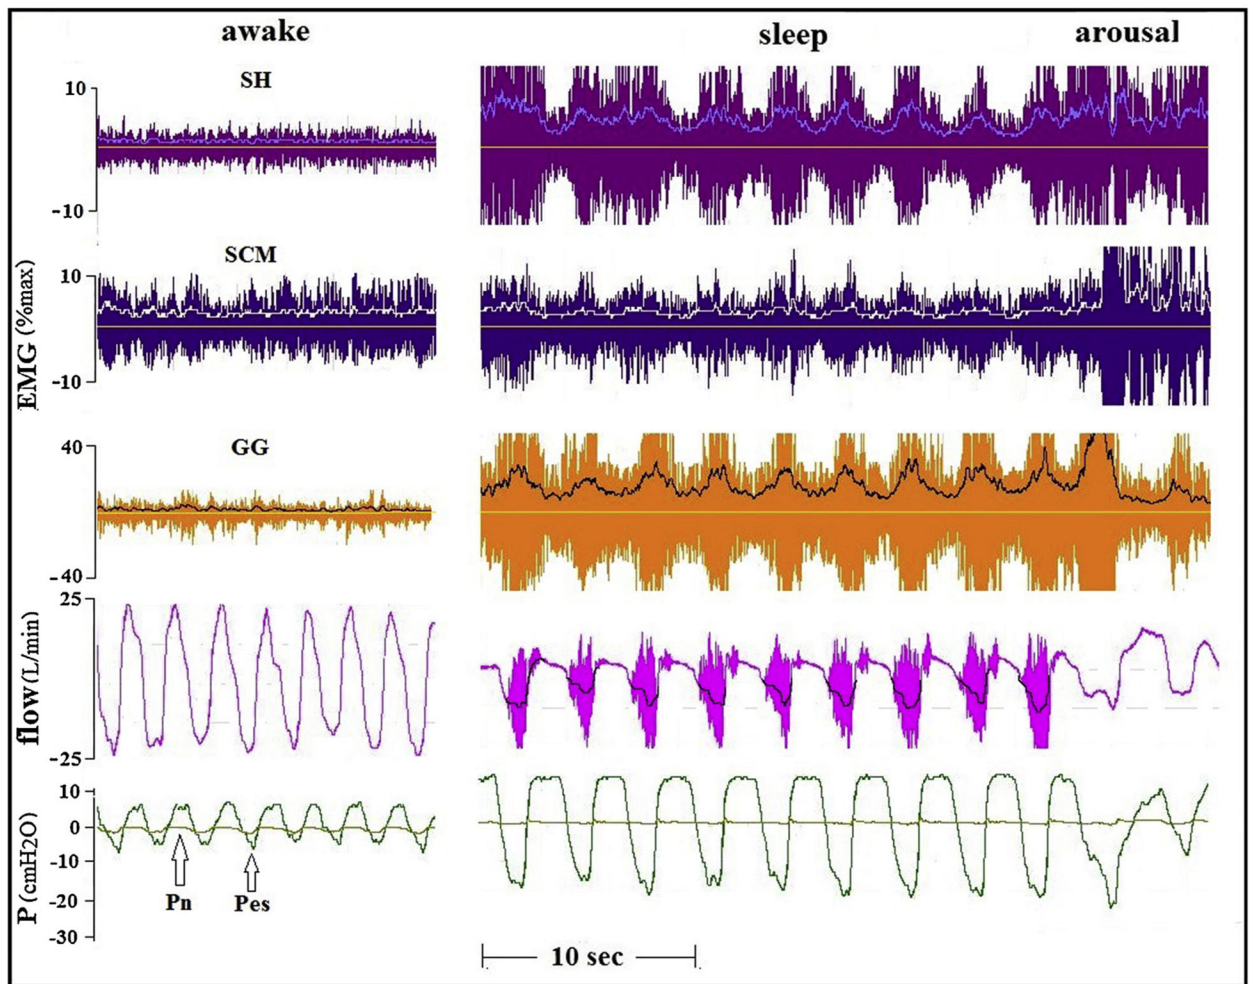 awake sleep arousal
SH
10
-10
SCM
10
-10
EMG (%max)
GG
40
-40
25
-25
flow(L/min)
10
0
-10
-20
-30
P (cmH2O)
Pn Pes
10 sec